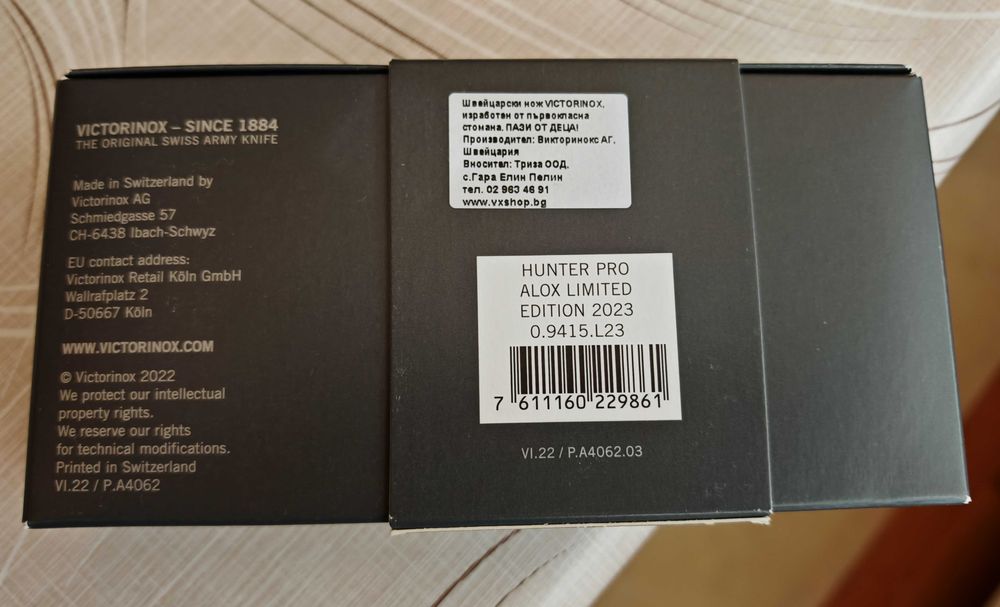 VICTORINOX – SINCE 1884
THE ORIGINAL SWISS ARMY KNIFE
Made in Switzerland by
Victorinox AG
Schmiedgasse 57
CH-6438 Ibach-Schwyz
EU contact address:
Victorinox Retail Köln GmbH
Wallrafplatz 2
D-50667 Köln
WWW.VICTORINOX.COM
© Victorinox 2022
We protect our intellectual
property rights.
We reserve our rights
for technical modifications.
Printed in Switzerland
VI.22 / P.A4062
Швейцарски нож VICTORINOX,
изработен от първокласна
стомана. ПАЗИ ОТ ДЕЦА!
Производител: Викторинокс АГ,
Швейцария
Вносител: Триза ООД,
с.Гара Елин Пелин
тел. 02 963 46 91
www.vxshop.bg
HUNTER PRO
ALOX LIMITED
EDITION 2023
0.9415.L23
7 611160 229861
VI.22 / P.A4062.03